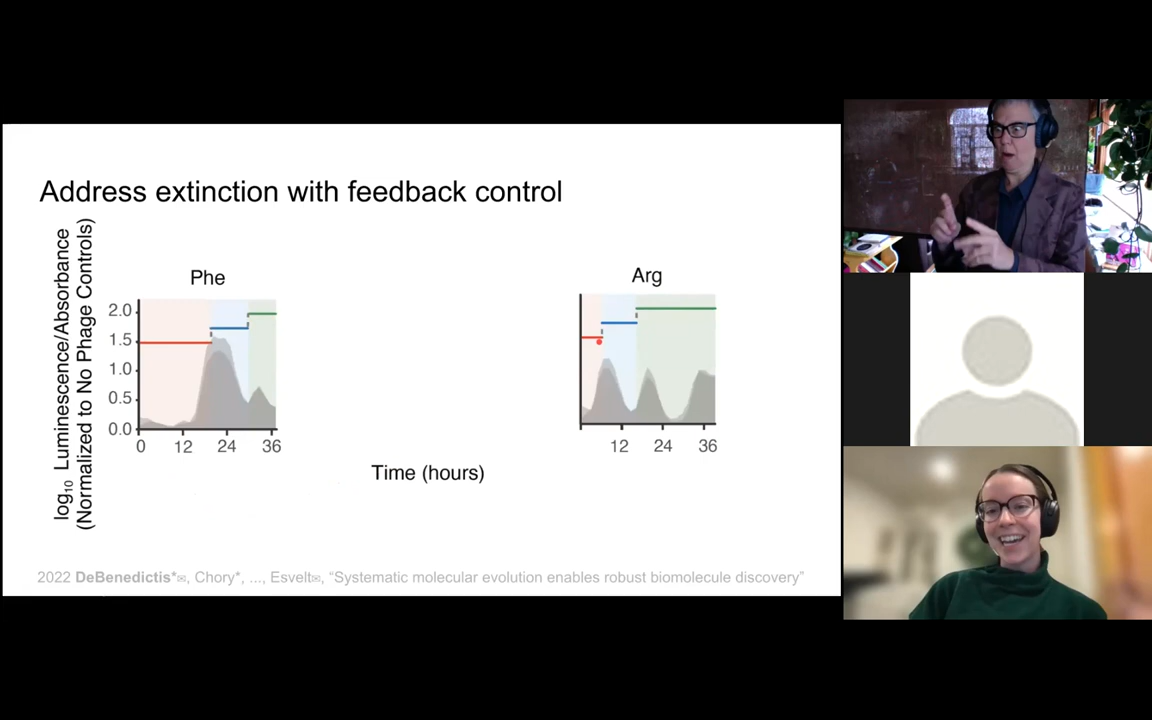 Address extinction with feedback control
log₁₀ Luminescence/Absorbance
(Normalized to No Phage Controls)
Phe
2.0
1.5
1.0
0.5
0.0
0 12 24 36
Arg
12 24 36
Time (hours)
2022 DeBenedictis*✉, Chory*, ..., Esvelt✉, “Systematic molecular evolution enables robust biomolecule discovery”